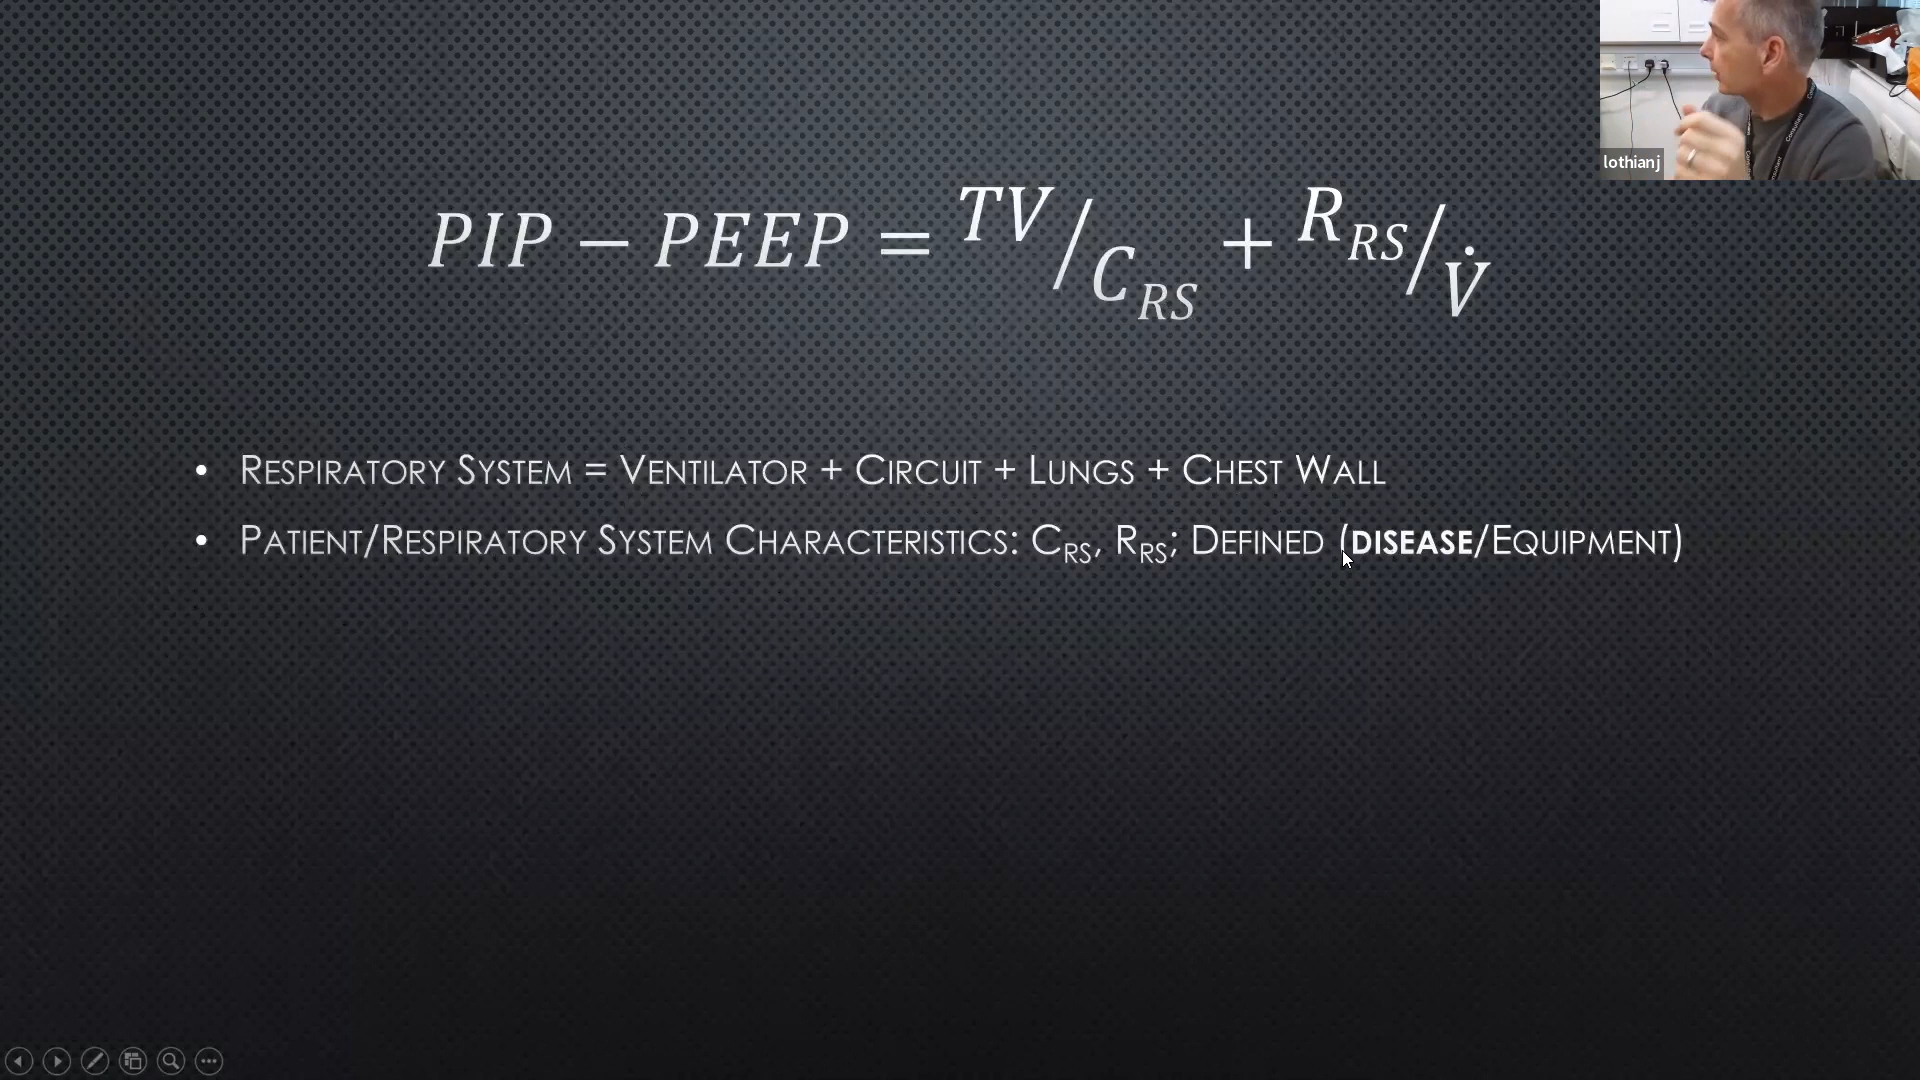 lothianj
PIP − PEEP = TV/C_RS + R_RS/V̇
• Respiratory System = Ventilator + Circuit + Lungs + Chest Wall
• Patient/Respiratory System Characteristics: C_RS, R_RS; Defined (disease/Equipment)
Consultant